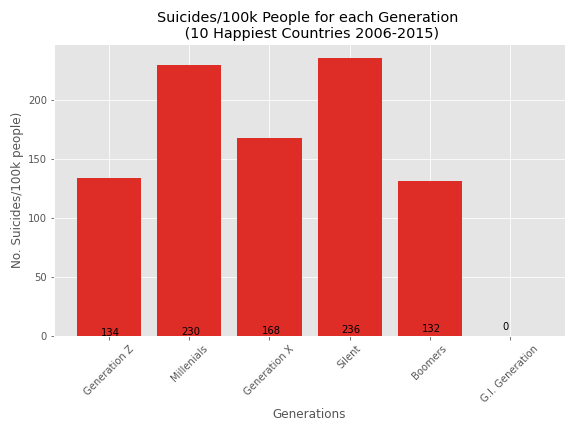 Suicides/100k People for each Generation
(10 Happiest Countries 2006-2015)
No. Suicides/100k people)
200
150
100
50
0
134
230
168
236
132
0
Generation Z
Millenials
Generation X
Silent
Boomers
G.I. Generation
Generations